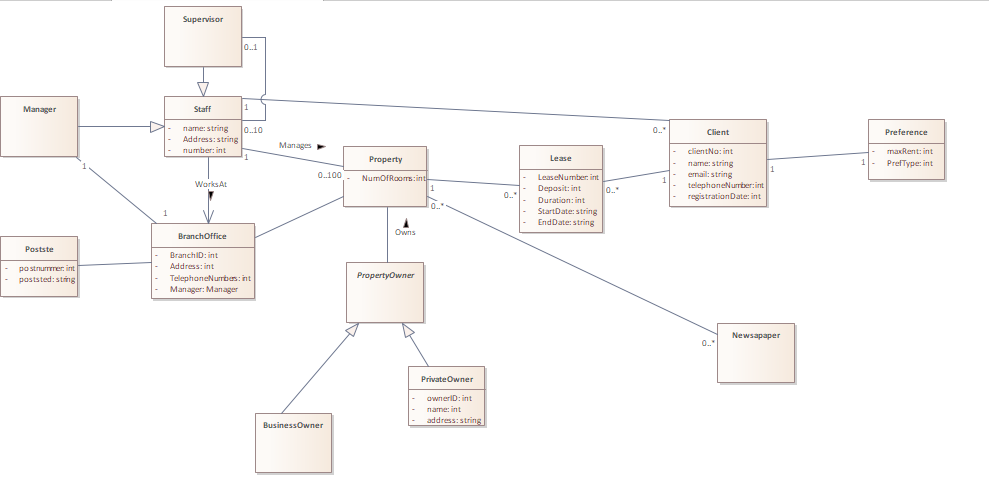 Supervisor
0..1
Manager
Staff
- name: string
- Address: string
- number: int
1
0..10
1
Manages
0..100
WorksAt
1
1
Property
- NumOfRooms: int
1
0..*
Lease
- LeaseNumber: int
- Deposit: int
- Duration: int
- StartDate: string
- EndDate: string
0..*
0..*
0..*
1
Client
- clientNo: int
- name: string
- email: string
- telephoneNumber: int
- registrationDate: int
1
1
Preference
- maxRent: int
- PrefType: int
Postste
- postnummer: int
- poststed: string
BranchOffice
- BranchID: int
- Address: int
- TelephoneNumbers: int
- Manager: Manager
Owns
PropertyOwner
0..*
Newsapaper
PrivateOwner
- ownerID: int
- name: int
- address: string
BusinessOwner